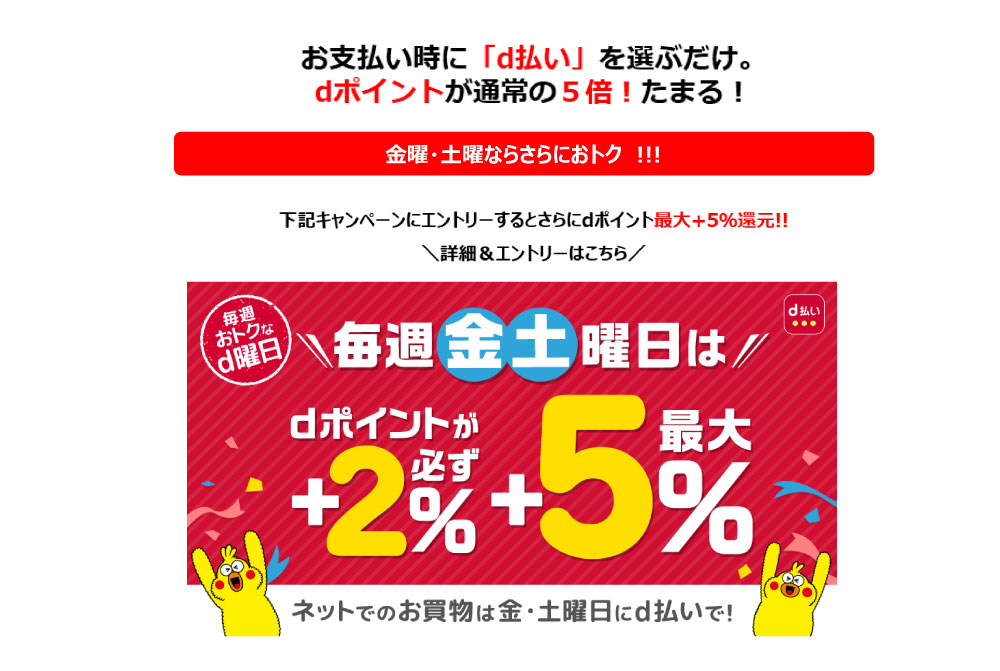 お支払い時に「d払い」を選ぶだけ。
dポイントが通常の５倍！たまる！
金曜・土曜ならさらにおトク !!!
下記キャンペーンにエントリーするとさらにdポイント最大+5%還元!!
＼詳細＆エントリーはこちら／
毎週
おトクな
d曜日
d払い
＼毎週金土曜日は／
dポイントが
必ず
+2%
最大
+5%
ネットでのお買物は金・土曜日にd払いで!